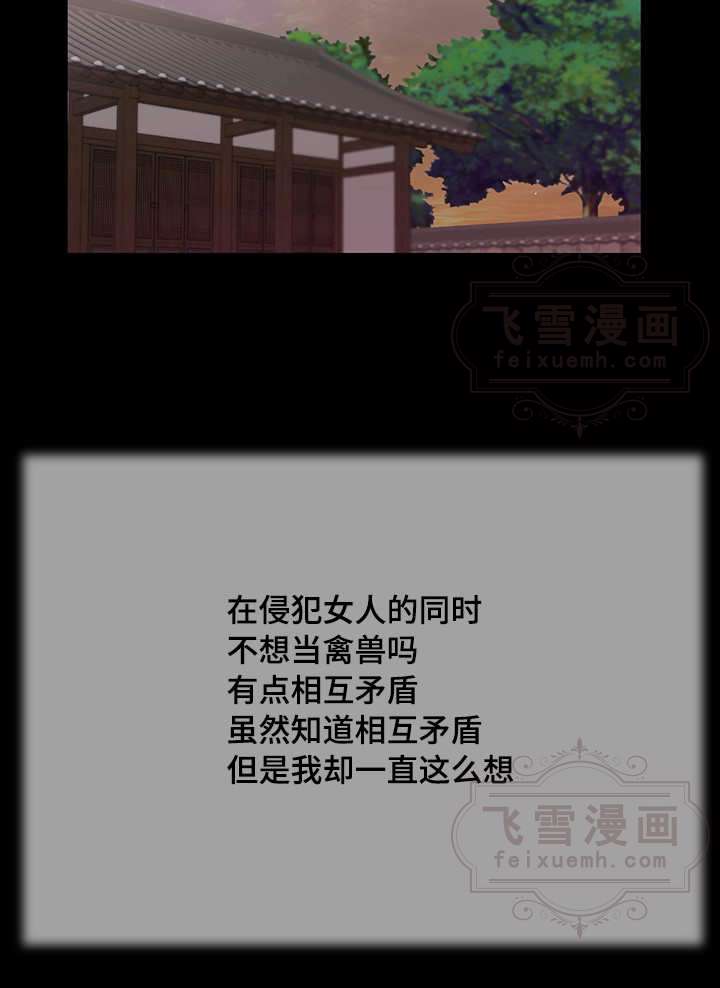 飞雪漫画
feixuemh.com
在侵犯女人的同时
不想当禽兽吗
有点相互矛盾
虽然知道相互矛盾
但是我却一直这么想
飞雪漫画
feixuemh.com